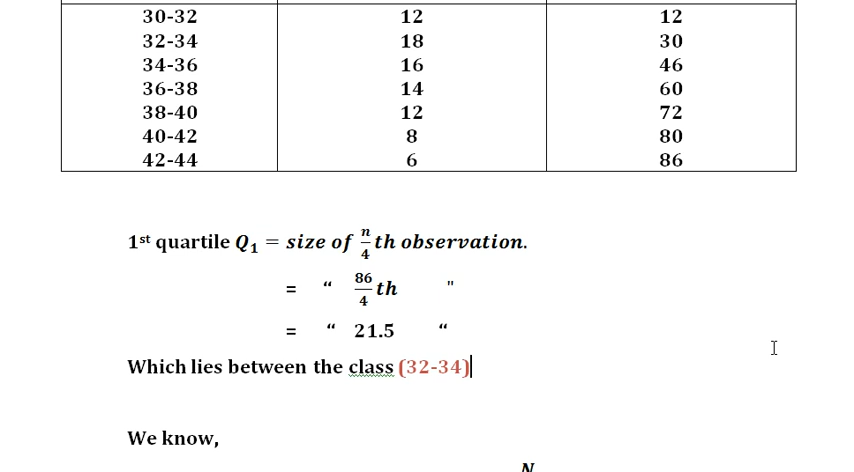 30-32 12 12
32-34 18 30
34-36 16 46
36-38 14 60
38-40 12 72
40-42 8 80
42-44 6 86
1st quartile Q₁ = size of n/4 th observation.
= “ 86/4 th "
= “ 21.5 “
Which lies between the class (32-34)
We know,
N